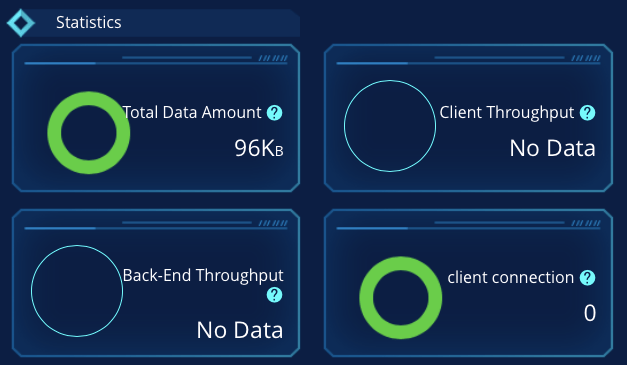 Statistics
Total Data Amount ?
96KB
Client Throughput ?
No Data
Back-End Throughput
?
No Data
client connection ?
0